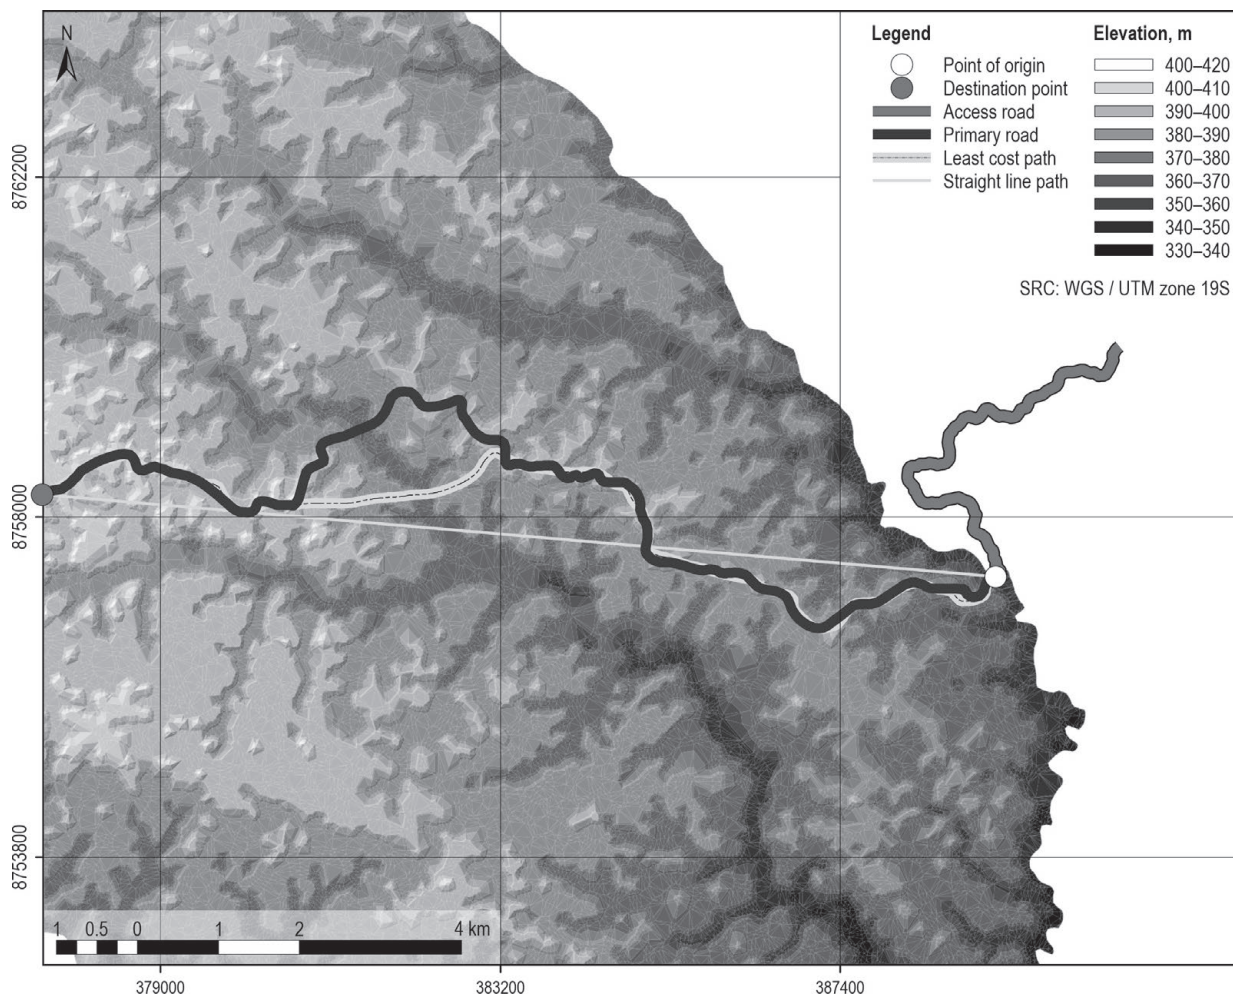 N
Legend
Point of origin
Destination point
Access road
Primary road
Least cost path
Straight line path
Elevation, m
400–420
400–410
390–400
380–390
370–380
360–370
350–360
340–350
330–340
SRC: WGS / UTM zone 19S
8762200
8758000
8753800
1 0.5 0 1 2 4 km
379000 383200 387400